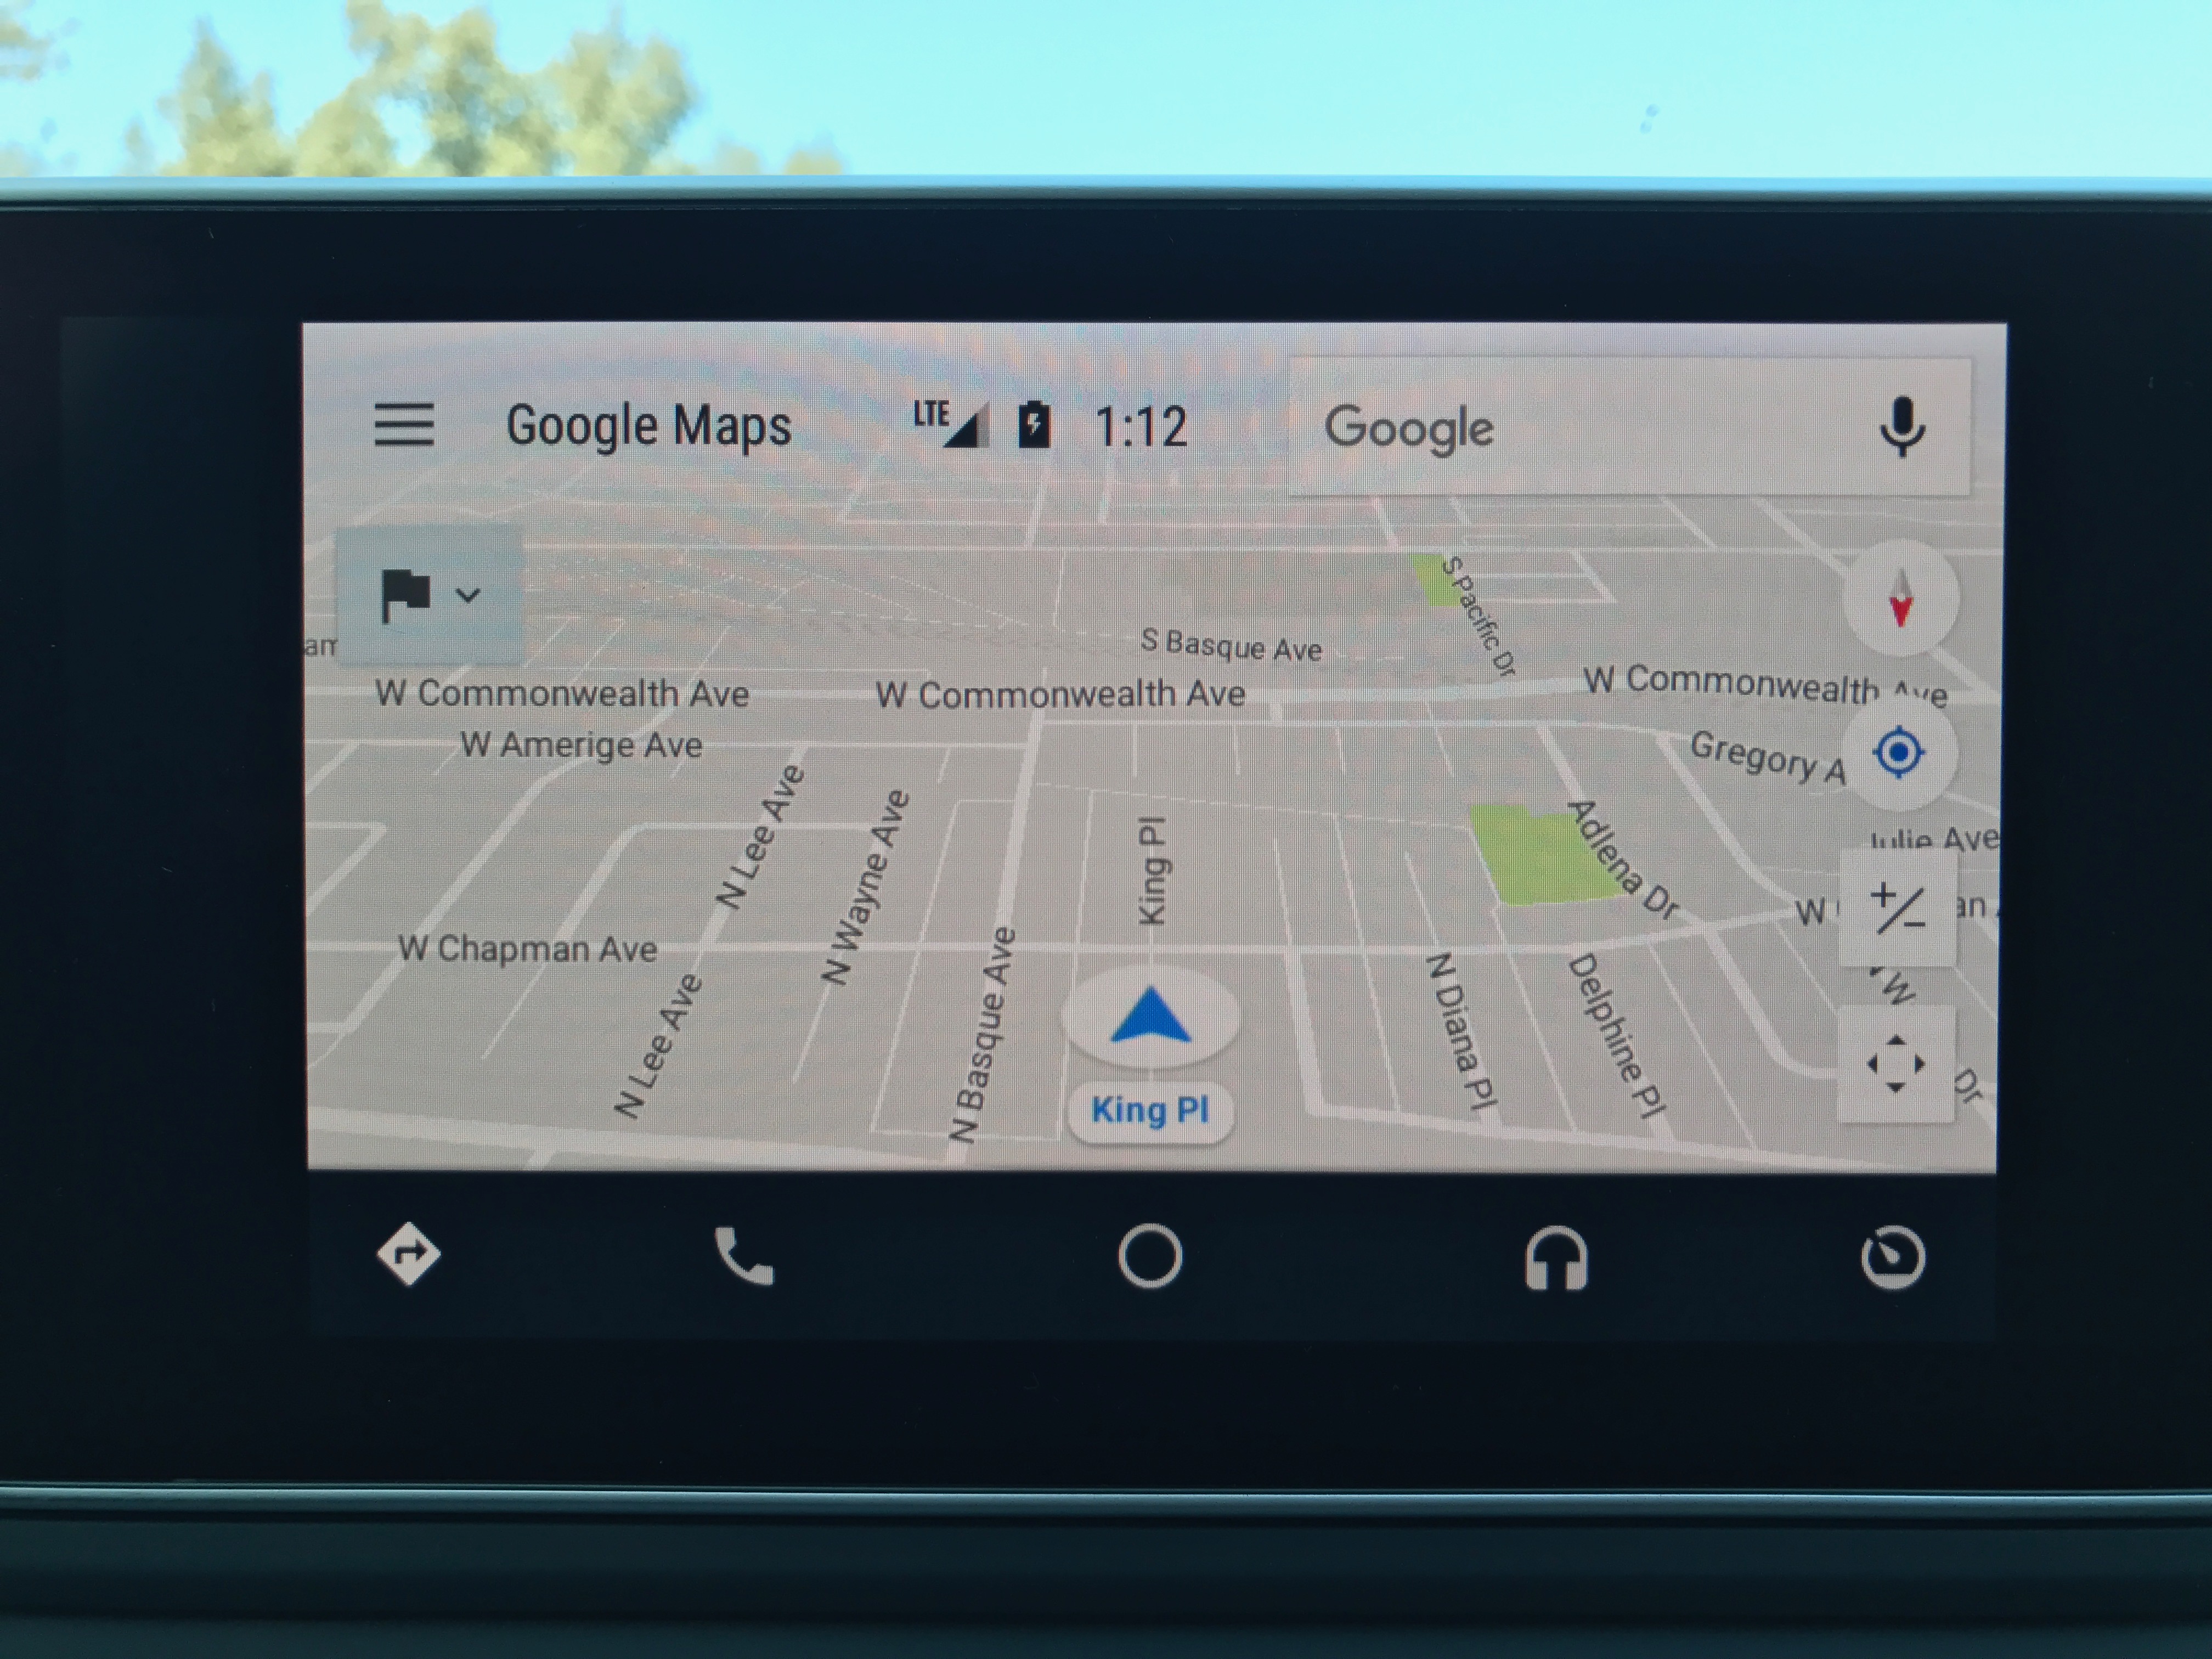 Google Maps
LTE
1:12
Google
S Pacific Dr
S Basque Ave
W Commonwealth Ave
W Commonwealth Ave
W Commonwealth Ave
W Amerige Ave
Gregory A
N Lee Ave
N Wayne Ave
King Pl
Adlena Dr
Ave
W
an
W Chapman Ave
N Lee Ave
N Basque Ave
N Diana Pl
Delphine Pl
W
Dr
King Pl